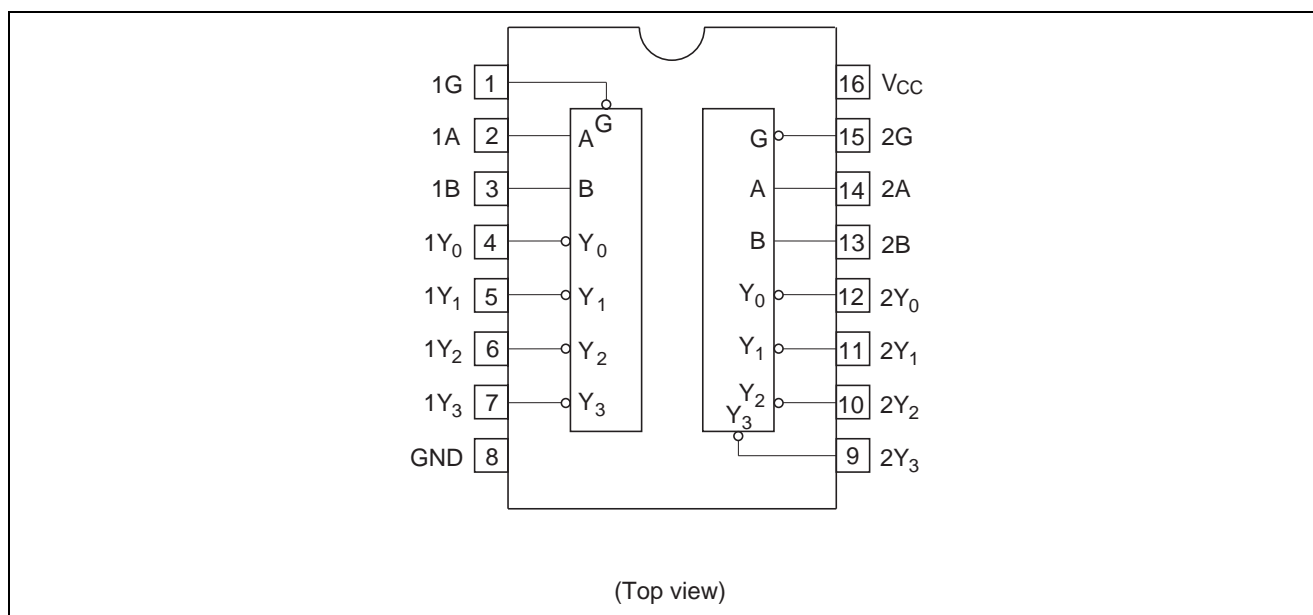 1G 1 16 VCC
G
1A 2 A G 15 2G
1B 3 B A 14 2A
1Y0 4 Y0 B 13 2B
1Y1 5 Y1 Y0 12 2Y0
1Y2 6 Y2 Y1 11 2Y1
1Y3 7 Y3 Y2 10 2Y2
Y3
GND 8 9 2Y3
(Top view)